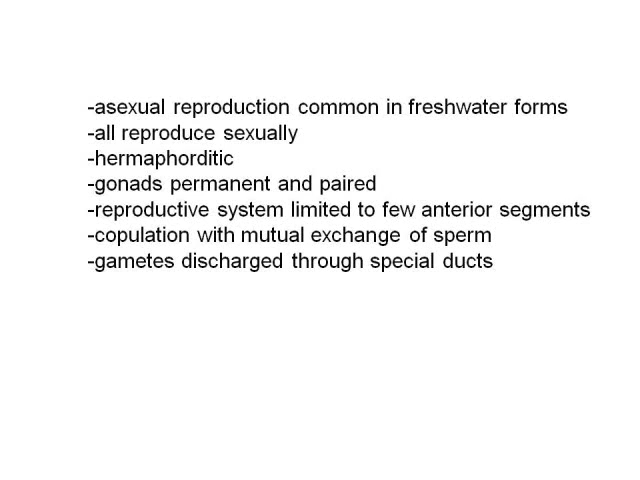 -asexual reproduction common in freshwater forms
-all reproduce sexually
-hermaphorditic
-gonads permanent and paired
-reproductive system limited to few anterior segments
-copulation with mutual exchange of sperm
-gametes discharged through special ducts